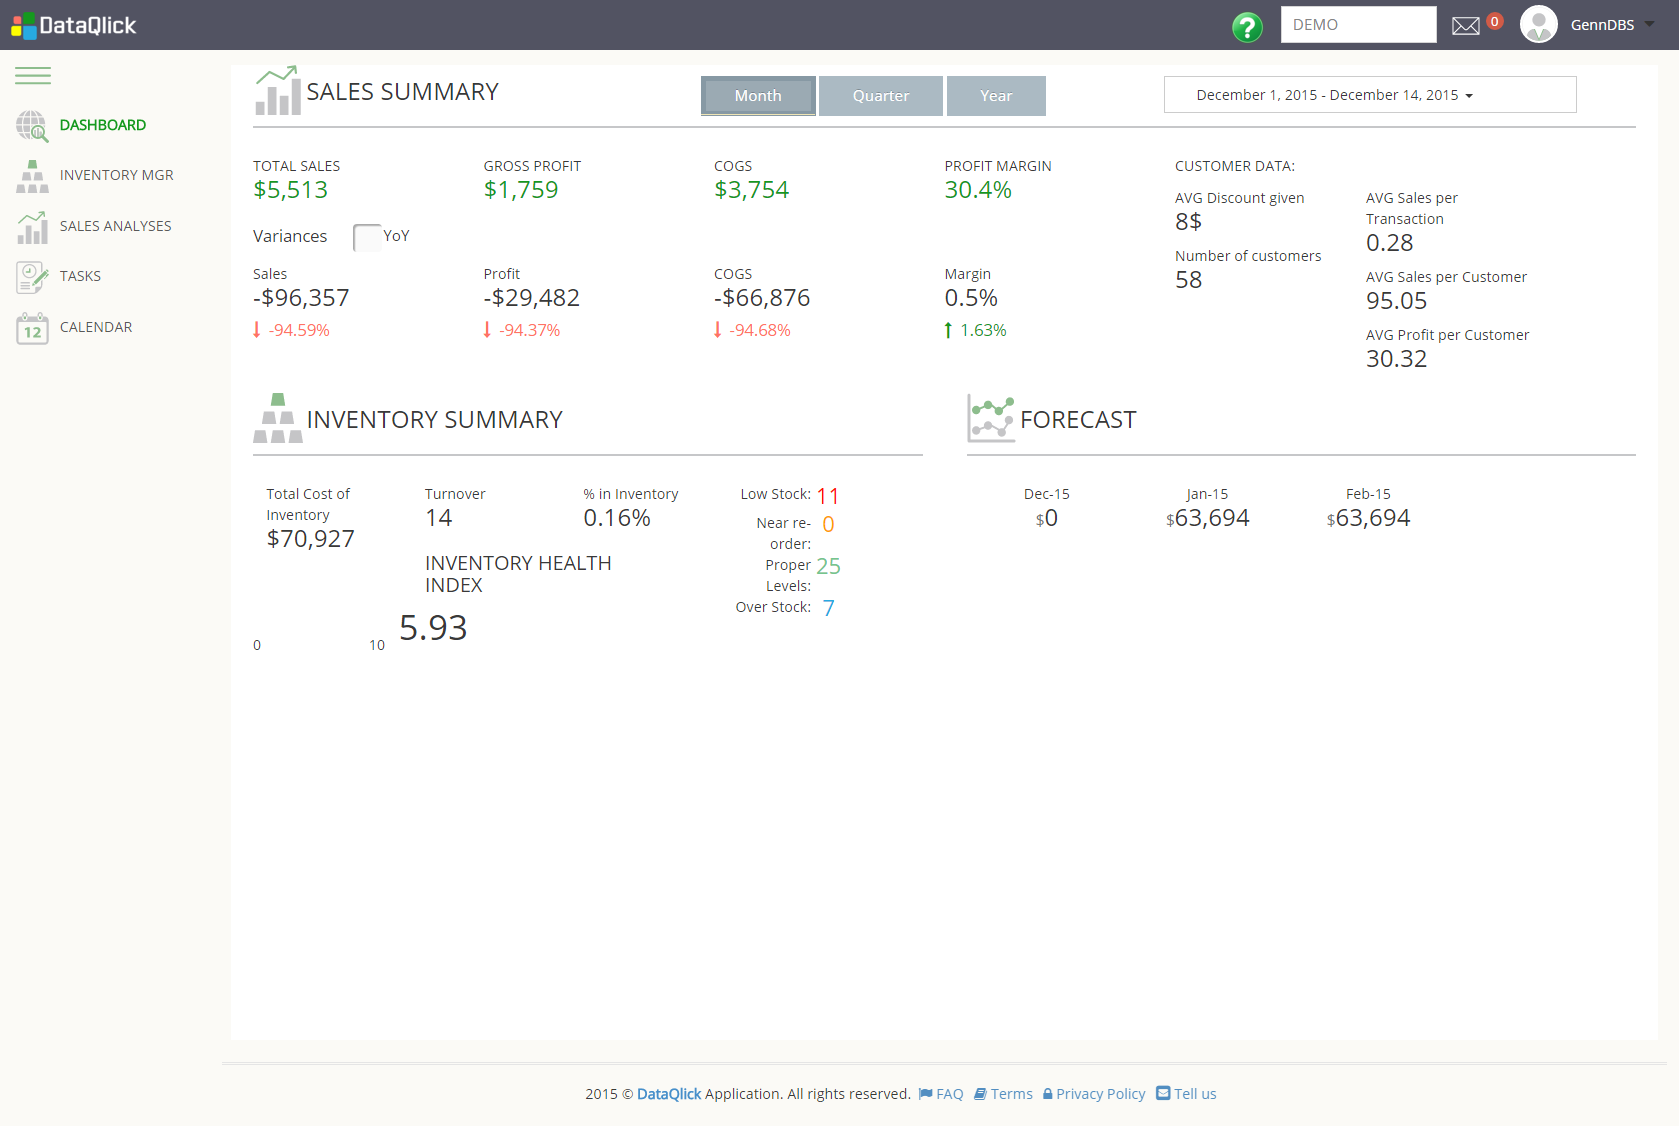 DataQlick
?
DEMO
0
GennDBS
DASHBOARD
INVENTORY MGR
SALES ANALYSES
TASKS
12
CALENDAR
SALES SUMMARY
Month
Quarter
Year
December 1, 2015 - December 14, 2015
TOTAL SALES
$5,513
GROSS PROFIT
$1,759
COGS
$3,754
PROFIT MARGIN
30.4%
Variances
YoY
Sales
-$96,357
-94.59%
Profit
-$29,482
-94.37%
COGS
-$66,876
-94.68%
Margin
0.5%
1.63%
CUSTOMER DATA:
AVG Discount given
8$
Number of customers
58
AVG Sales per
Transaction
0.28
AVG Sales per Customer
95.05
AVG Profit per Customer
30.32
INVENTORY SUMMARY
Total Cost of
Inventory
$70,927
Turnover
14
% in Inventory
0.16%
INVENTORY HEALTH
INDEX
0
10
5.93
Low Stock: 11
Near re-
order: 0
Proper
Levels: 25
Over Stock: 7
FORECAST
Dec-15
$0
Jan-15
$63,694
Feb-15
$63,694
2015 © DataQlick Application. All rights reserved. FAQ Terms Privacy Policy Tell us